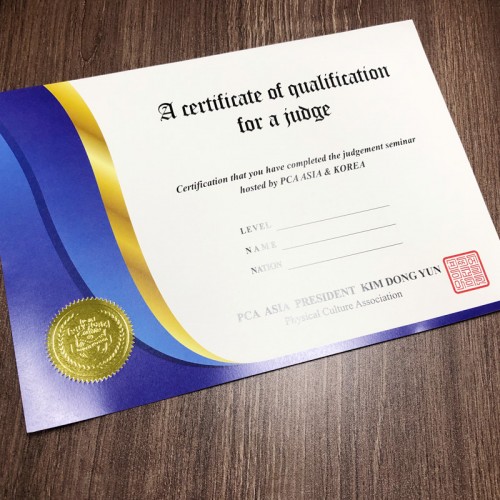 A certificate of qualification
for a judge
Certification that you have completed the judgement seminar
hosted by PCA ASIA & KOREA
LEVEL
NAME
NATION
PCA ASIA PRESIDENT KIM DONG YUN
Physical Culture Association